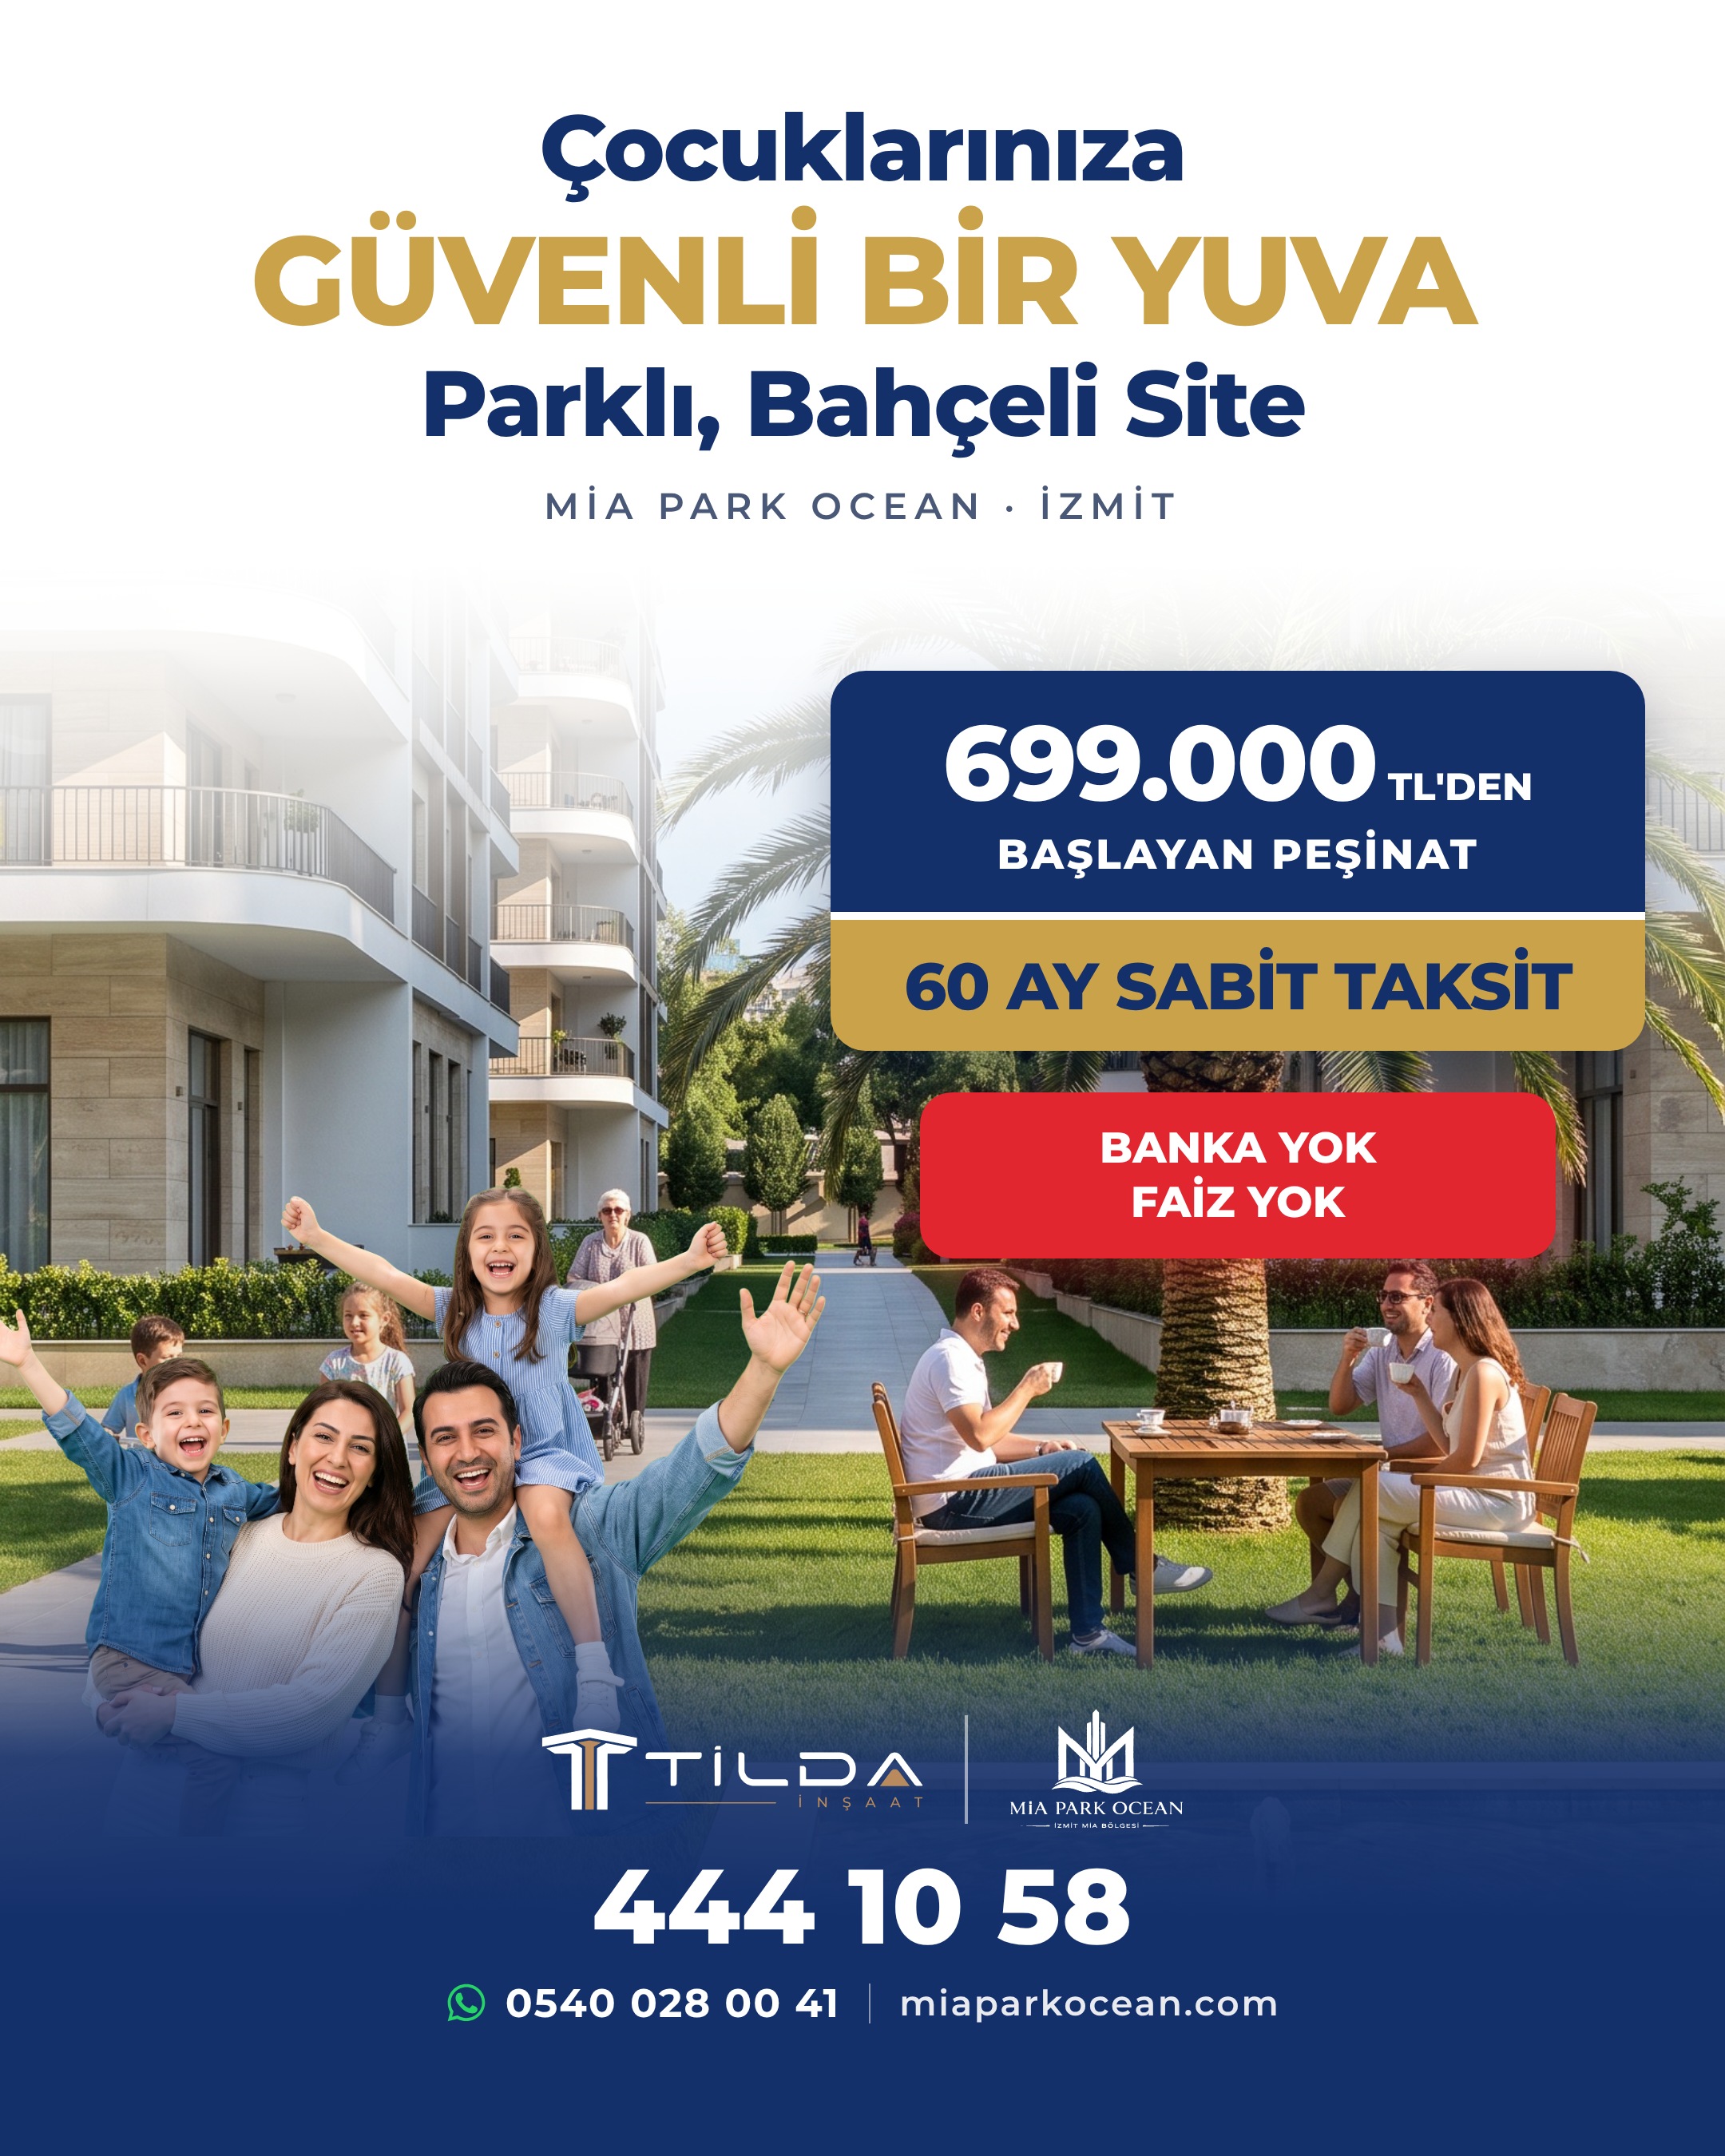 Çocuklarınıza
GÜVENLİ BİR YUVA
Parklı, Bahçeli Site
MİA PARK OCEAN · İZMİT
699.000 TL'DEN
BAŞLAYAN PEŞİNAT
60 AY SABİT TAKSİT
BANKA YOK
FAİZ YOK
TİLDA
İNŞAAT
MİA PARK OCEAN
İZMİT MİA BÖLGESİ
444 10 58
0540 028 00 41
miaparkocean.com